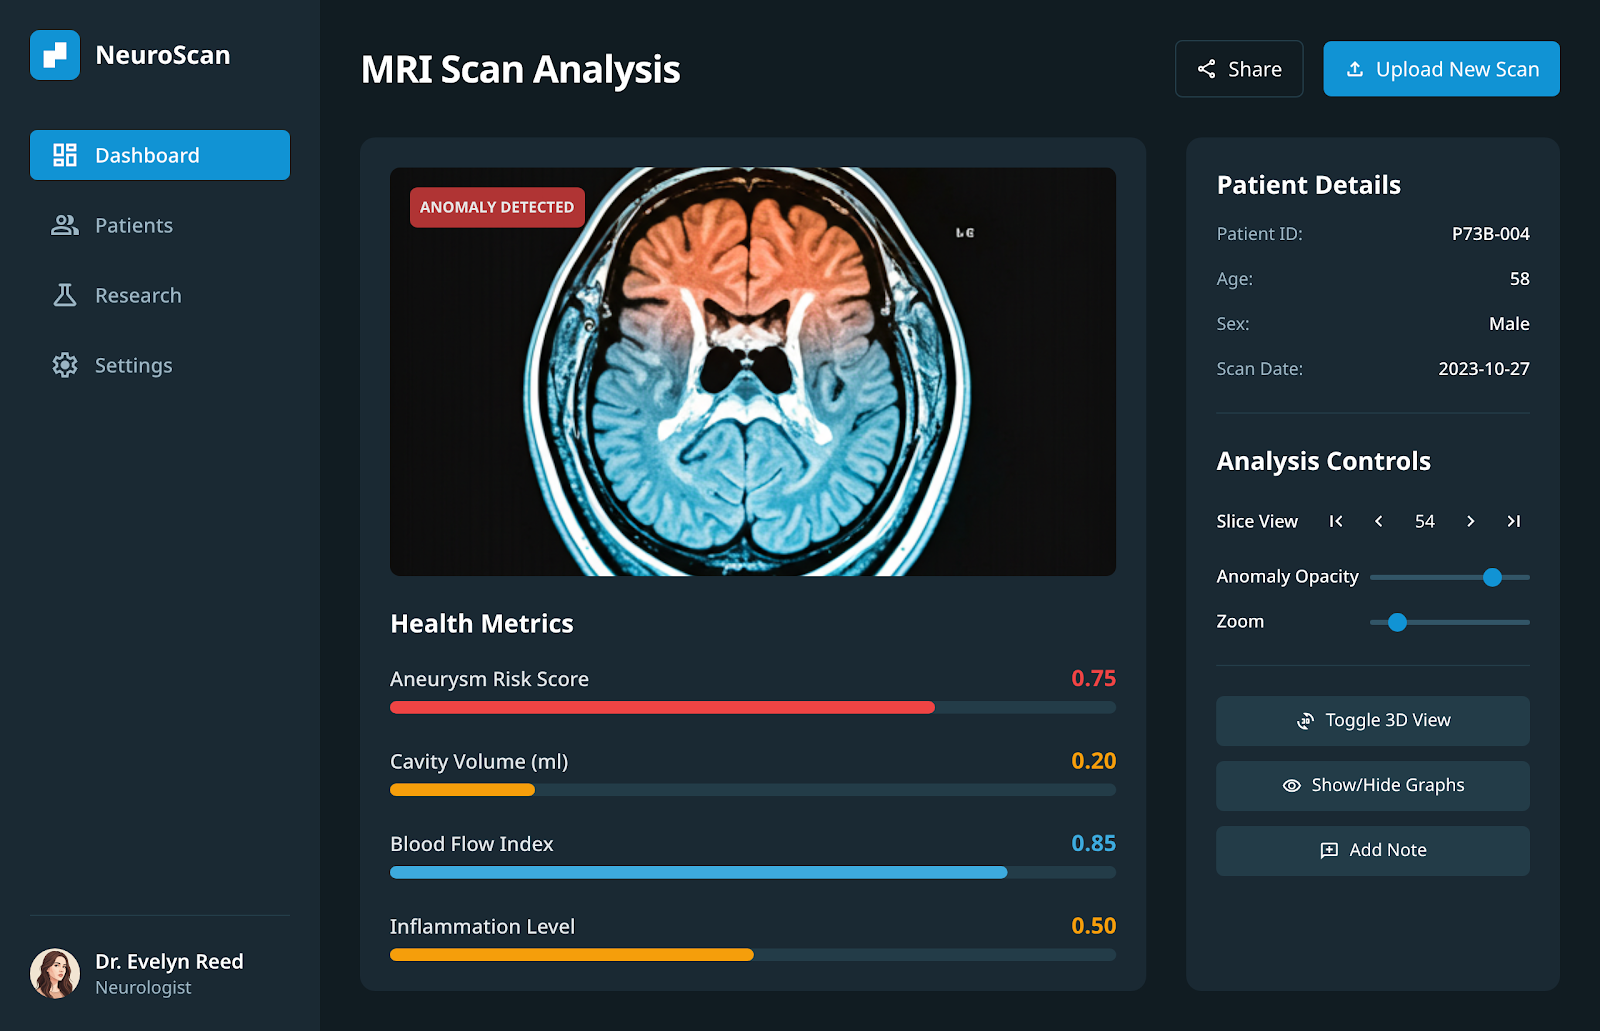 NeuroScan
Dashboard
Patients
Research
Settings
Dr. Evelyn Reed
Neurologist
MRI Scan Analysis
Share
Upload New Scan
ANOMALY DETECTED
Health Metrics
Aneurysm Risk Score 0.75
Cavity Volume (ml) 0.20
Blood Flow Index 0.85
Inflammation Level 0.50
Patient Details
Patient ID: P73B-004
Age: 58
Sex: Male
Scan Date: 2023-10-27
Analysis Controls
Slice View 54
Anomaly Opacity
Zoom
Toggle 3D View
Show/Hide Graphs
Add Note